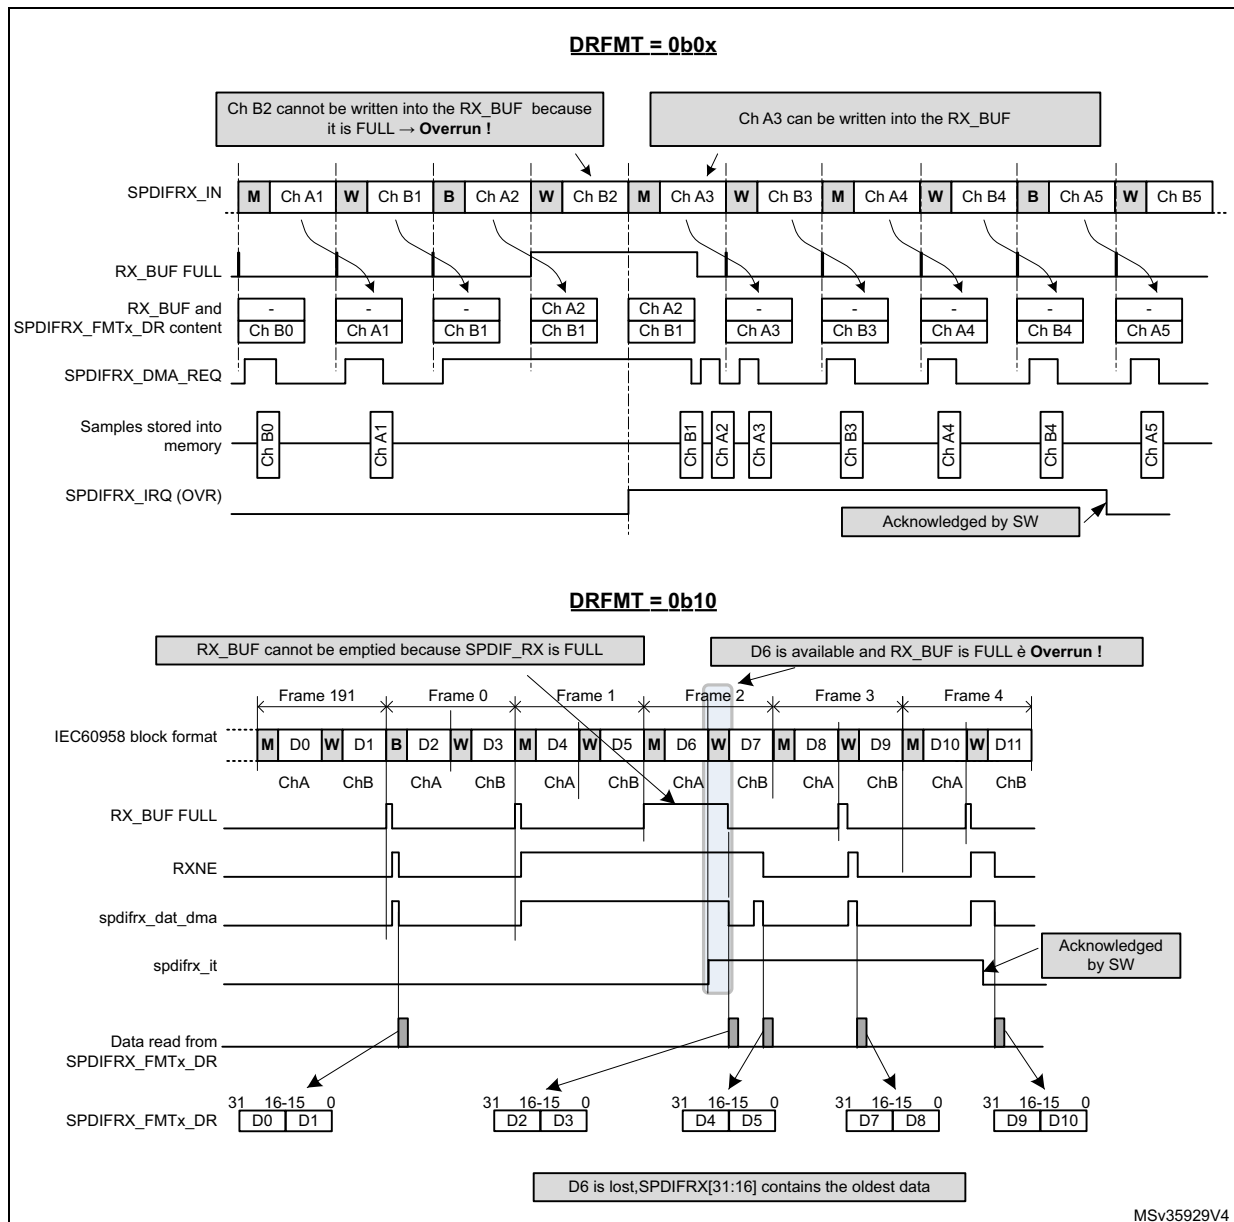 DRFMT = 0b0x
Ch B2 cannot be written into the RX_BUF because
it is FULL → Overrun !
Ch A3 can be written into the RX_BUF
SPDIFRX_IN
M Ch A1 W Ch B1 B Ch A2 W Ch B2 M Ch A3 W Ch B3 M Ch A4 W Ch B4 B Ch A5 W Ch B5
RX_BUF FULL
RX_BUF and
SPDIFRX_FMTx_DR content
- - - Ch A2 Ch A2 - - - - -
Ch B0 Ch A1 Ch B1 Ch B1 Ch B1 Ch A3 Ch B3 Ch A4 Ch B4 Ch A5
SPDIFRX_DMA_REQ
Samples stored into
memory
Ch B0 Ch A1 Ch B1 Ch A2 Ch A3 Ch B3 Ch A4 Ch B4 Ch A5
SPDIFRX_IRQ (OVR)
Acknowledged by SW
DRFMT = 0b10
RX_BUF cannot be emptied because SPDIF_RX is FULL
D6 is available and RX_BUF is FULL è Overrun !
Frame 191 Frame 0 Frame 1 Frame 2 Frame 3 Frame 4
IEC60958 block format
M D0 W D1 B D2 W D3 M D4 W D5 M D6 W D7 M D8 W D9 M D10 W D11
ChA ChB ChA ChB ChA ChB ChA ChB ChA ChB ChA ChB
RX_BUF FULL
RXNE
spdifrx_dat_dma
spdifrx_it
Acknowledged
by SW
Data read from
SPDIFRX_FMTx_DR
31 16-15 0 31 16-15 0 31 16-15 0 31 16-15 0 31 16-15 0
SPDIFRX_FMTx_DR
D0 D1 D2 D3 D4 D5 D7 D8 D9 D10
D6 is lost,SPDIFRX[31:16] contains the oldest data
MSv35929V4